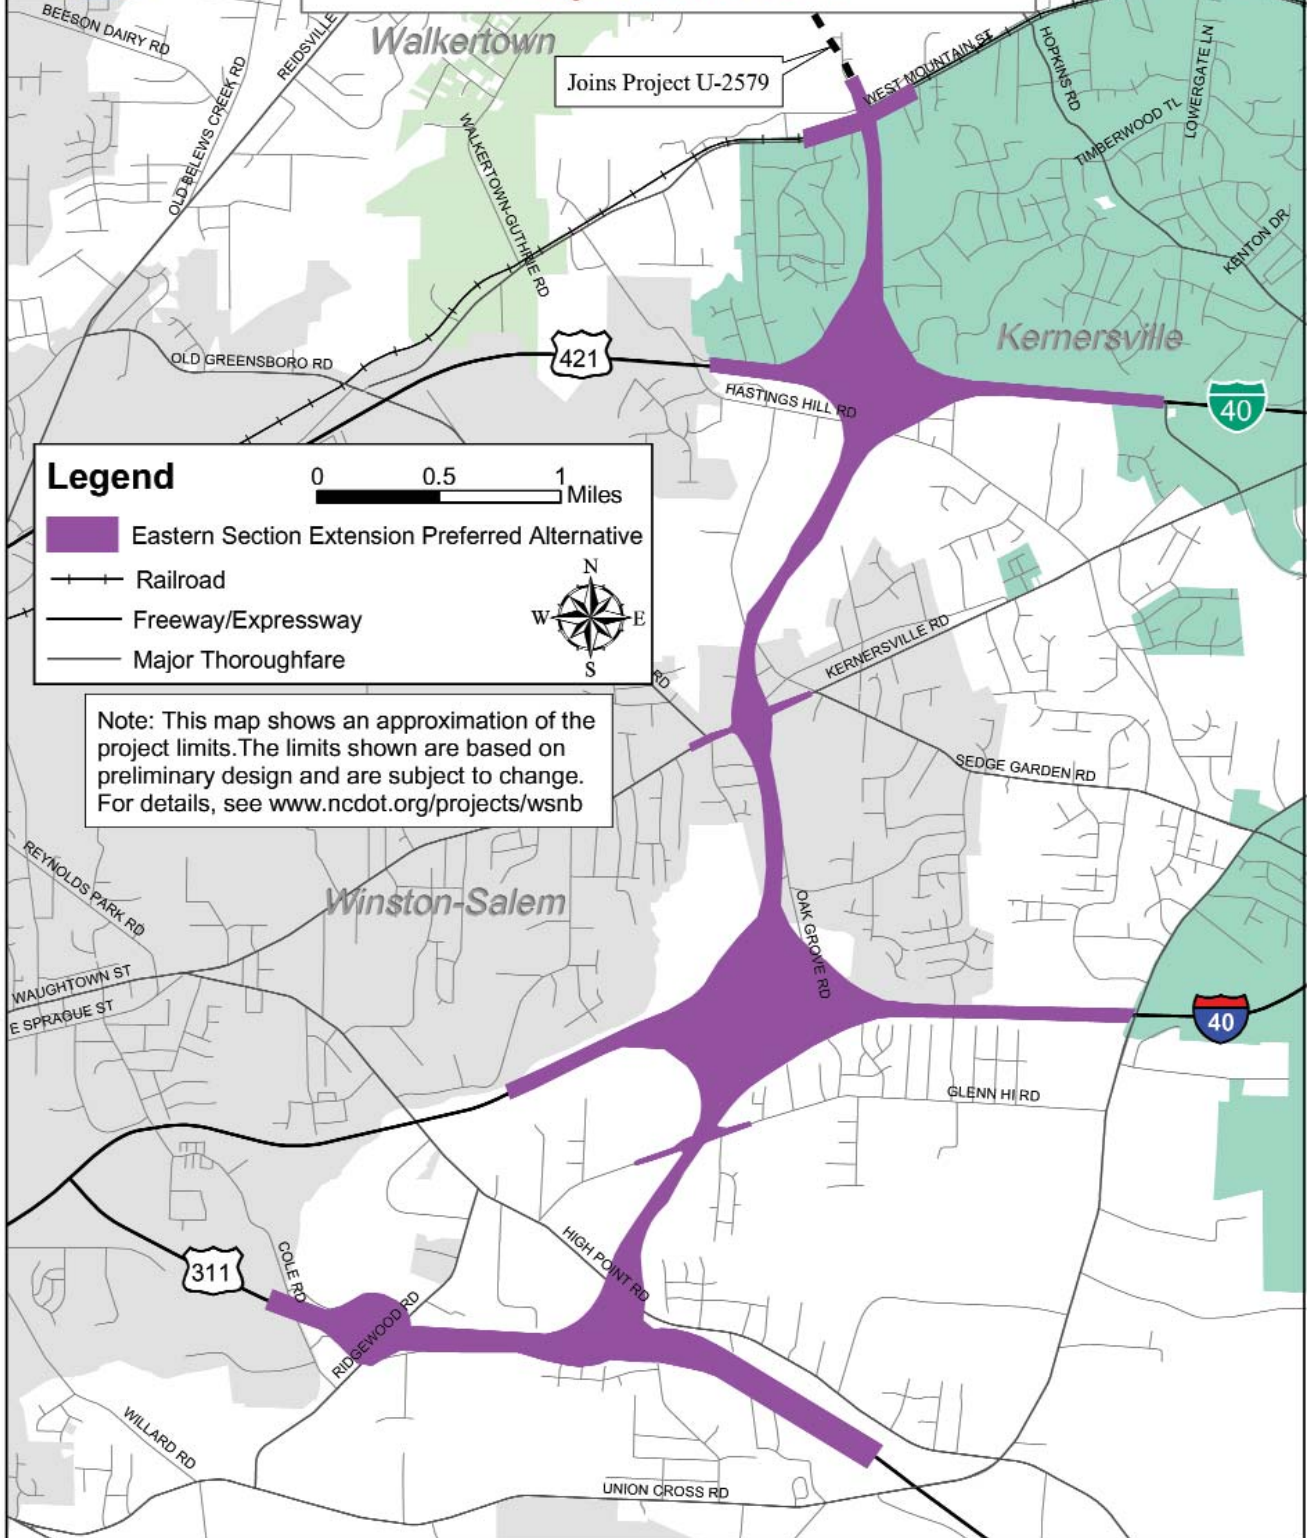 BEESON DAIRY RD
REIDSVILLE
Walkertown
OLD BELEWS CREEK RD
Joins Project U-2579
WEST MOUNTAIN ST
HOPKINS RD
LOWERGATE LN
TIMBERWOOD TL
WALKERTOWN-GUTHRIE RD
KENTON DR
Kernersville
OLD GREENSBORO RD
421
HASTINGS HILL RD
40
Legend
0 0.5 1
Miles
Eastern Section Extension Preferred Alternative
Railroad
Freeway/Expressway
Major Thoroughfare
N
W E
S
RD
KERNERSVILLE RD
Note: This map shows an approximation of the
project limits.The limits shown are based on
preliminary design and are subject to change.
For details, see www.ncdot.org/projects/wsnb
SEDGE GARDEN RD
REYNOLDS PARK RD
Winston-Salem
OAK GROVE RD
WAUGHTOWN ST
E SPRAGUE ST
40
GLENN HI RD
HIGH POINT RD
COLE RD
311
RIDGEWOOD RD
WILLARD RD
UNION CROSS RD